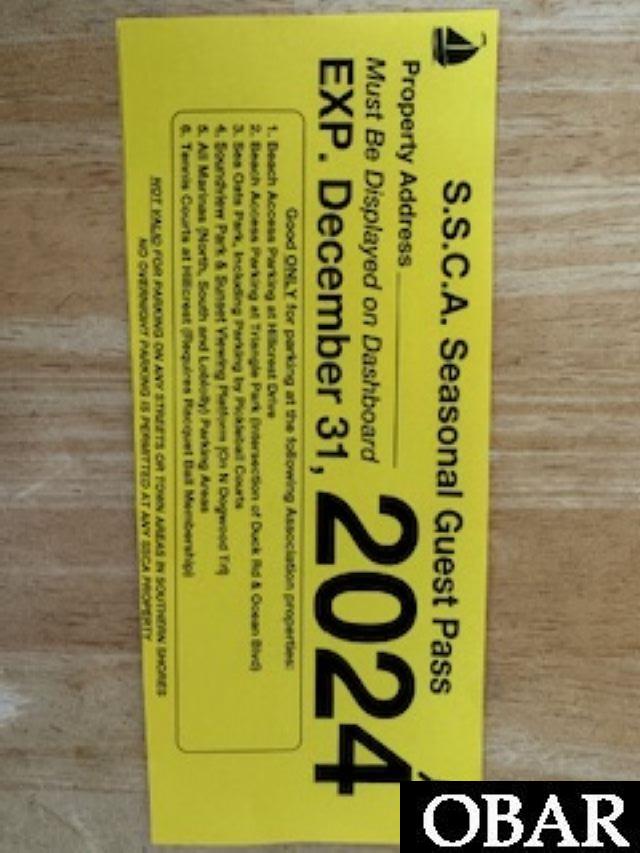 S.S.C.A. Seasonal Guest Pass
Property Address
Must Be Displayed on Dashboard
EXP. December 31, 2024
Good ONLY for parking at the following Association properties:
1. Beach Access Parking at Hillcrest Drive
2. Beach Access Parking at Triangle Park (Intersection of Duck Rd & Ocean Blvd)
3. Sea Oats Park, Including Parking by Pickleball Courts
4. Soundview Park & Sunset Viewing Platform (On N Dogwood Trl)
5. All Marinas (North, South and Loblolly) Parking Areas
6. Tennis Courts at Hillcrest (Requires Racquet Ball Membership)
NOT VALID FOR PARKING ON ANY STREETS OR TOWN AREAS IN SOUTHERN SHORES
NO OVERNIGHT PARKING IS PERMITTED AT ANY SSCA PROPERTY
OBAR